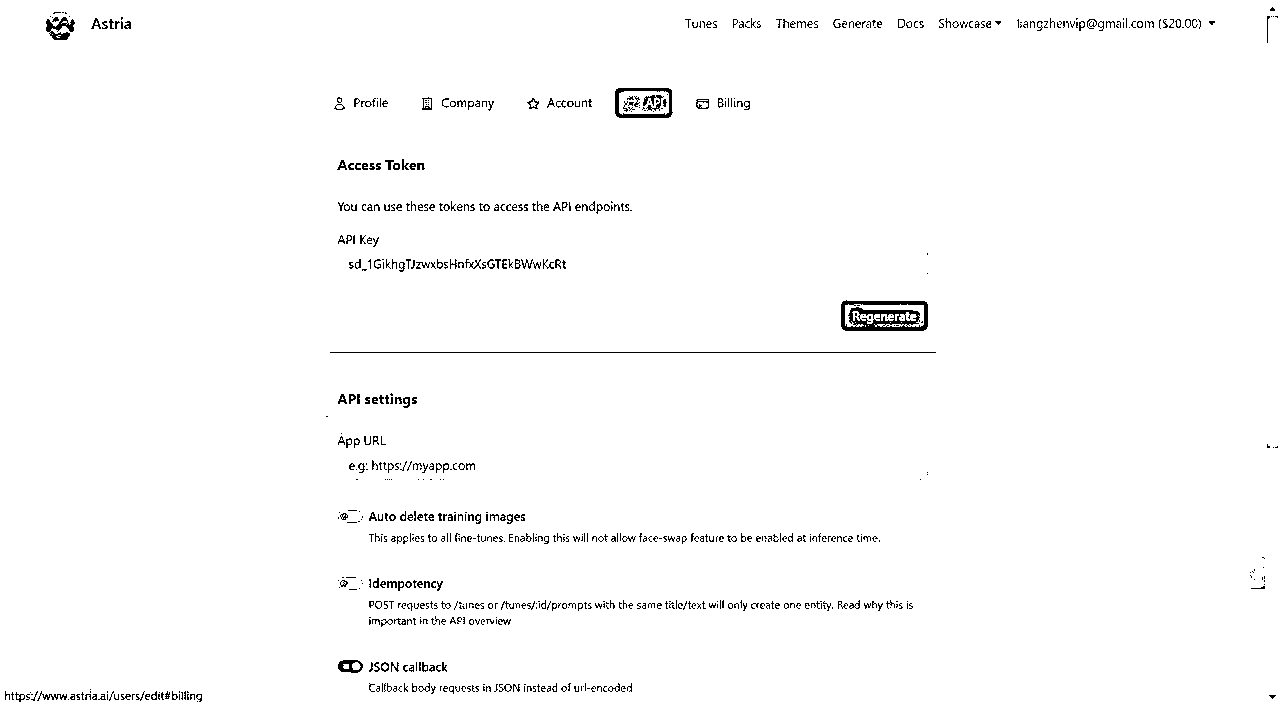 Astria
Tunes Packs Themes Generate Docs Showcase liangzhenvip@gmail.com ($20.00)
Profile Company Account API Billing
Access Token
You can use these tokens to access the API endpoints.
API Key
sd_1GikhgTJzwxbsHnfxXsGTEkBWwKcRt
Regenerate
API settings
App URL
e.g: https://myapp.com
Auto delete training images
This applies to all fine-tunes. Enabling this will not allow face-swap feature to be enabled at inference time.
Idempotency
POST requests to /tunes or /tunes/:id/prompts with the same title/text will only create one entity. Read why this is
important in the API overview
JSON callback
Callback body requests in JSON instead of url-encoded
https://www.astria.ai/users/edit#billing